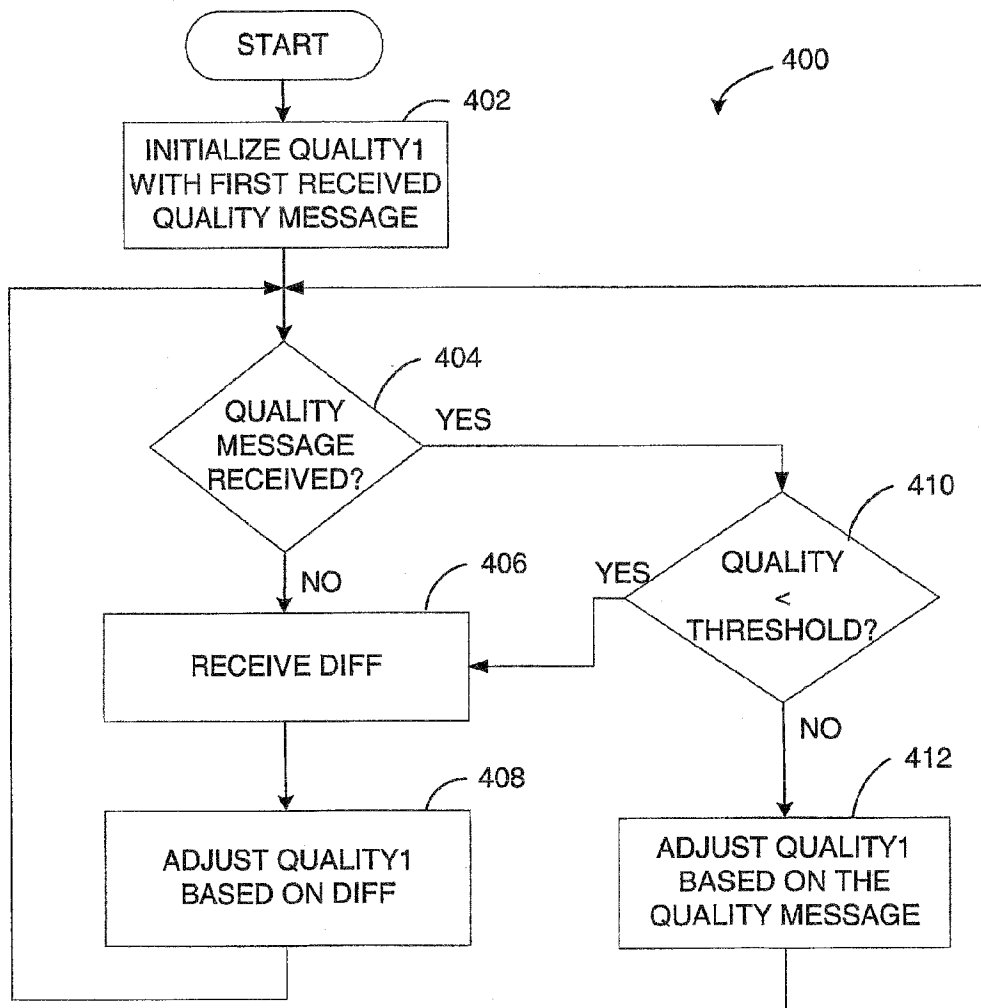 START
400
402
INITIALIZE QUALITY1
WITH FIRST RECEIVED
QUALITY MESSAGE
404
QUALITY
MESSAGE
RECEIVED?
YES
410
QUALITY
<
THRESHOLD?
YES
NO
406
RECEIVE DIFF
NO
408
ADJUST QUALITY1
BASED ON DIFF
412
ADJUST QUALITY1
BASED ON THE
QUALITY MESSAGE